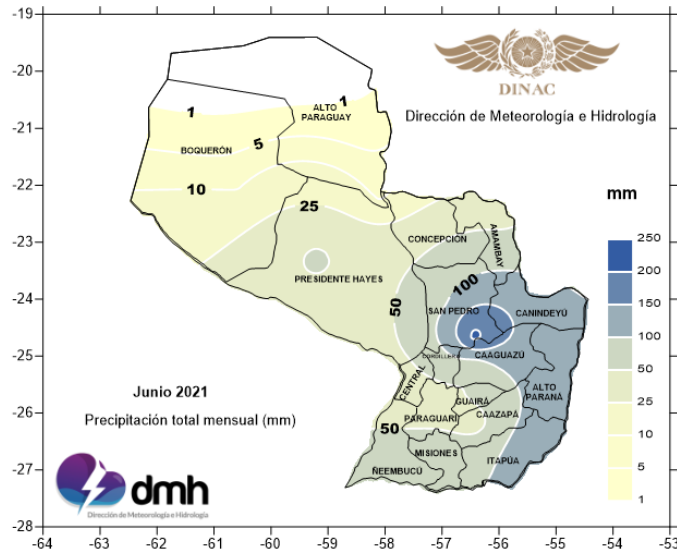 -19
-20
-21
-22
-23
-24
-25
-26
-27
-28
-64
-63
-62
-61
-60
-59
-58
-57
-56
-55
-54
-53
DINAC
Dirección de Meteorología e Hidrología
1
ALTO
PARAGUAY
1
BOQUERÓN
5
10
25
CONCEPCIÓN
AMAMBAY
PRESIDENTE HAYES
50
100
SAN PEDRO
CANINDEYÚ
CORDILLERA
CAAGUAZÚ
CENTRAL
ALTO
PARANÁ
GUAIRÁ
PARAGUARÍ
CAAZAPÁ
50
MISIONES
ITAPÚA
ÑEEMBUCÚ
mm
250
200
150
100
50
25
10
5
1
Junio 2021
Precipitación total mensual (mm)
dmh
Dirección de Meteorología e Hidrología